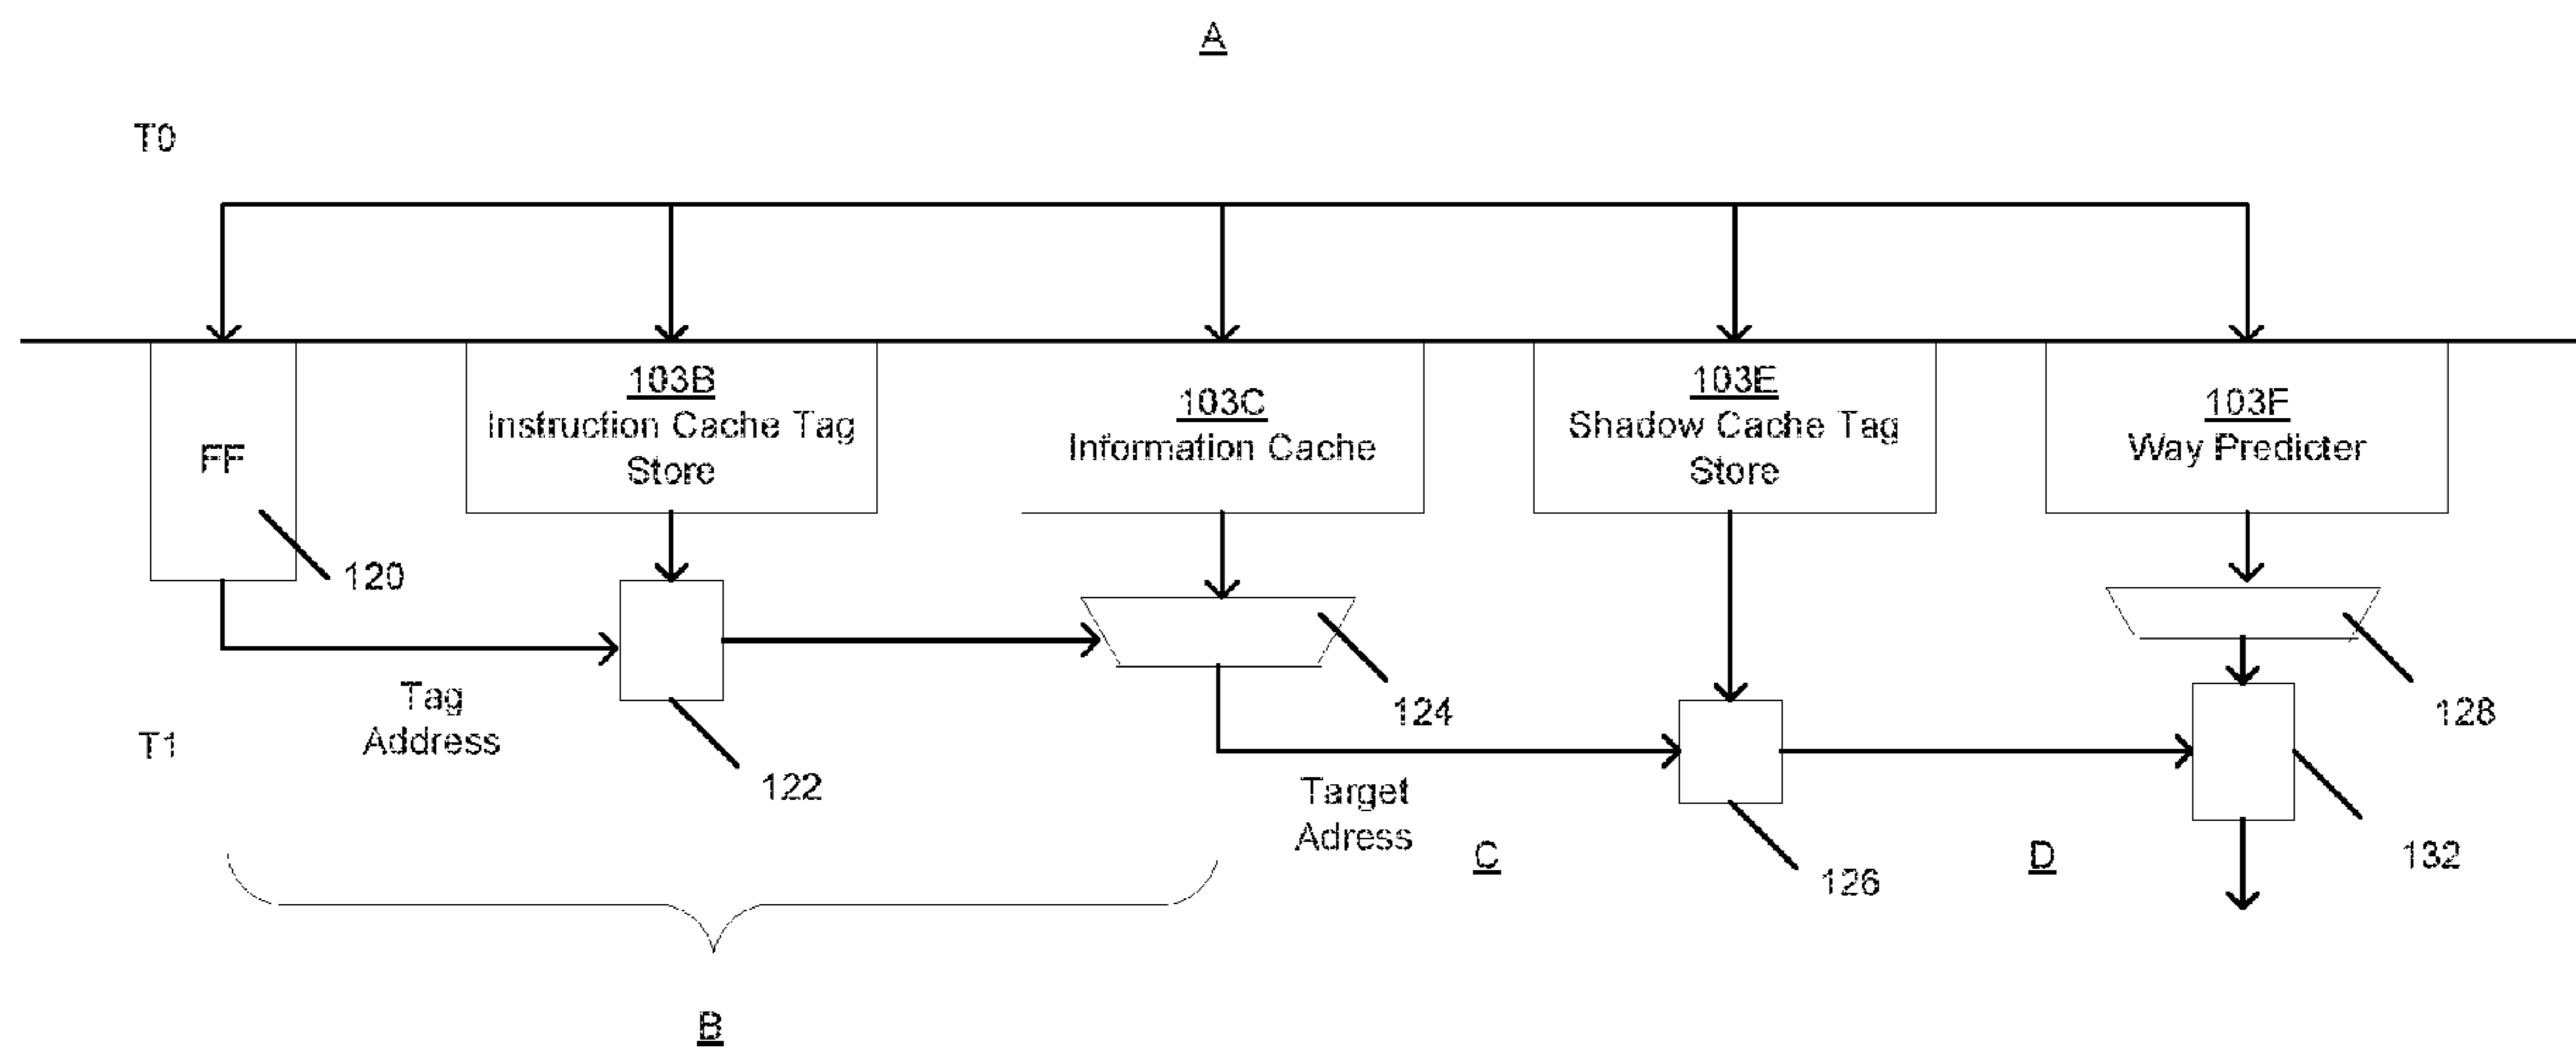 A
T0
FF
120
103B
Instruction Cache Tag
Store
103C
Information Cache
103E
Shadow Cache Tag
Store
103F
Way Predicter
Tag
Address
T1
122
124
Target
Adress
C
126
D
128
132
B